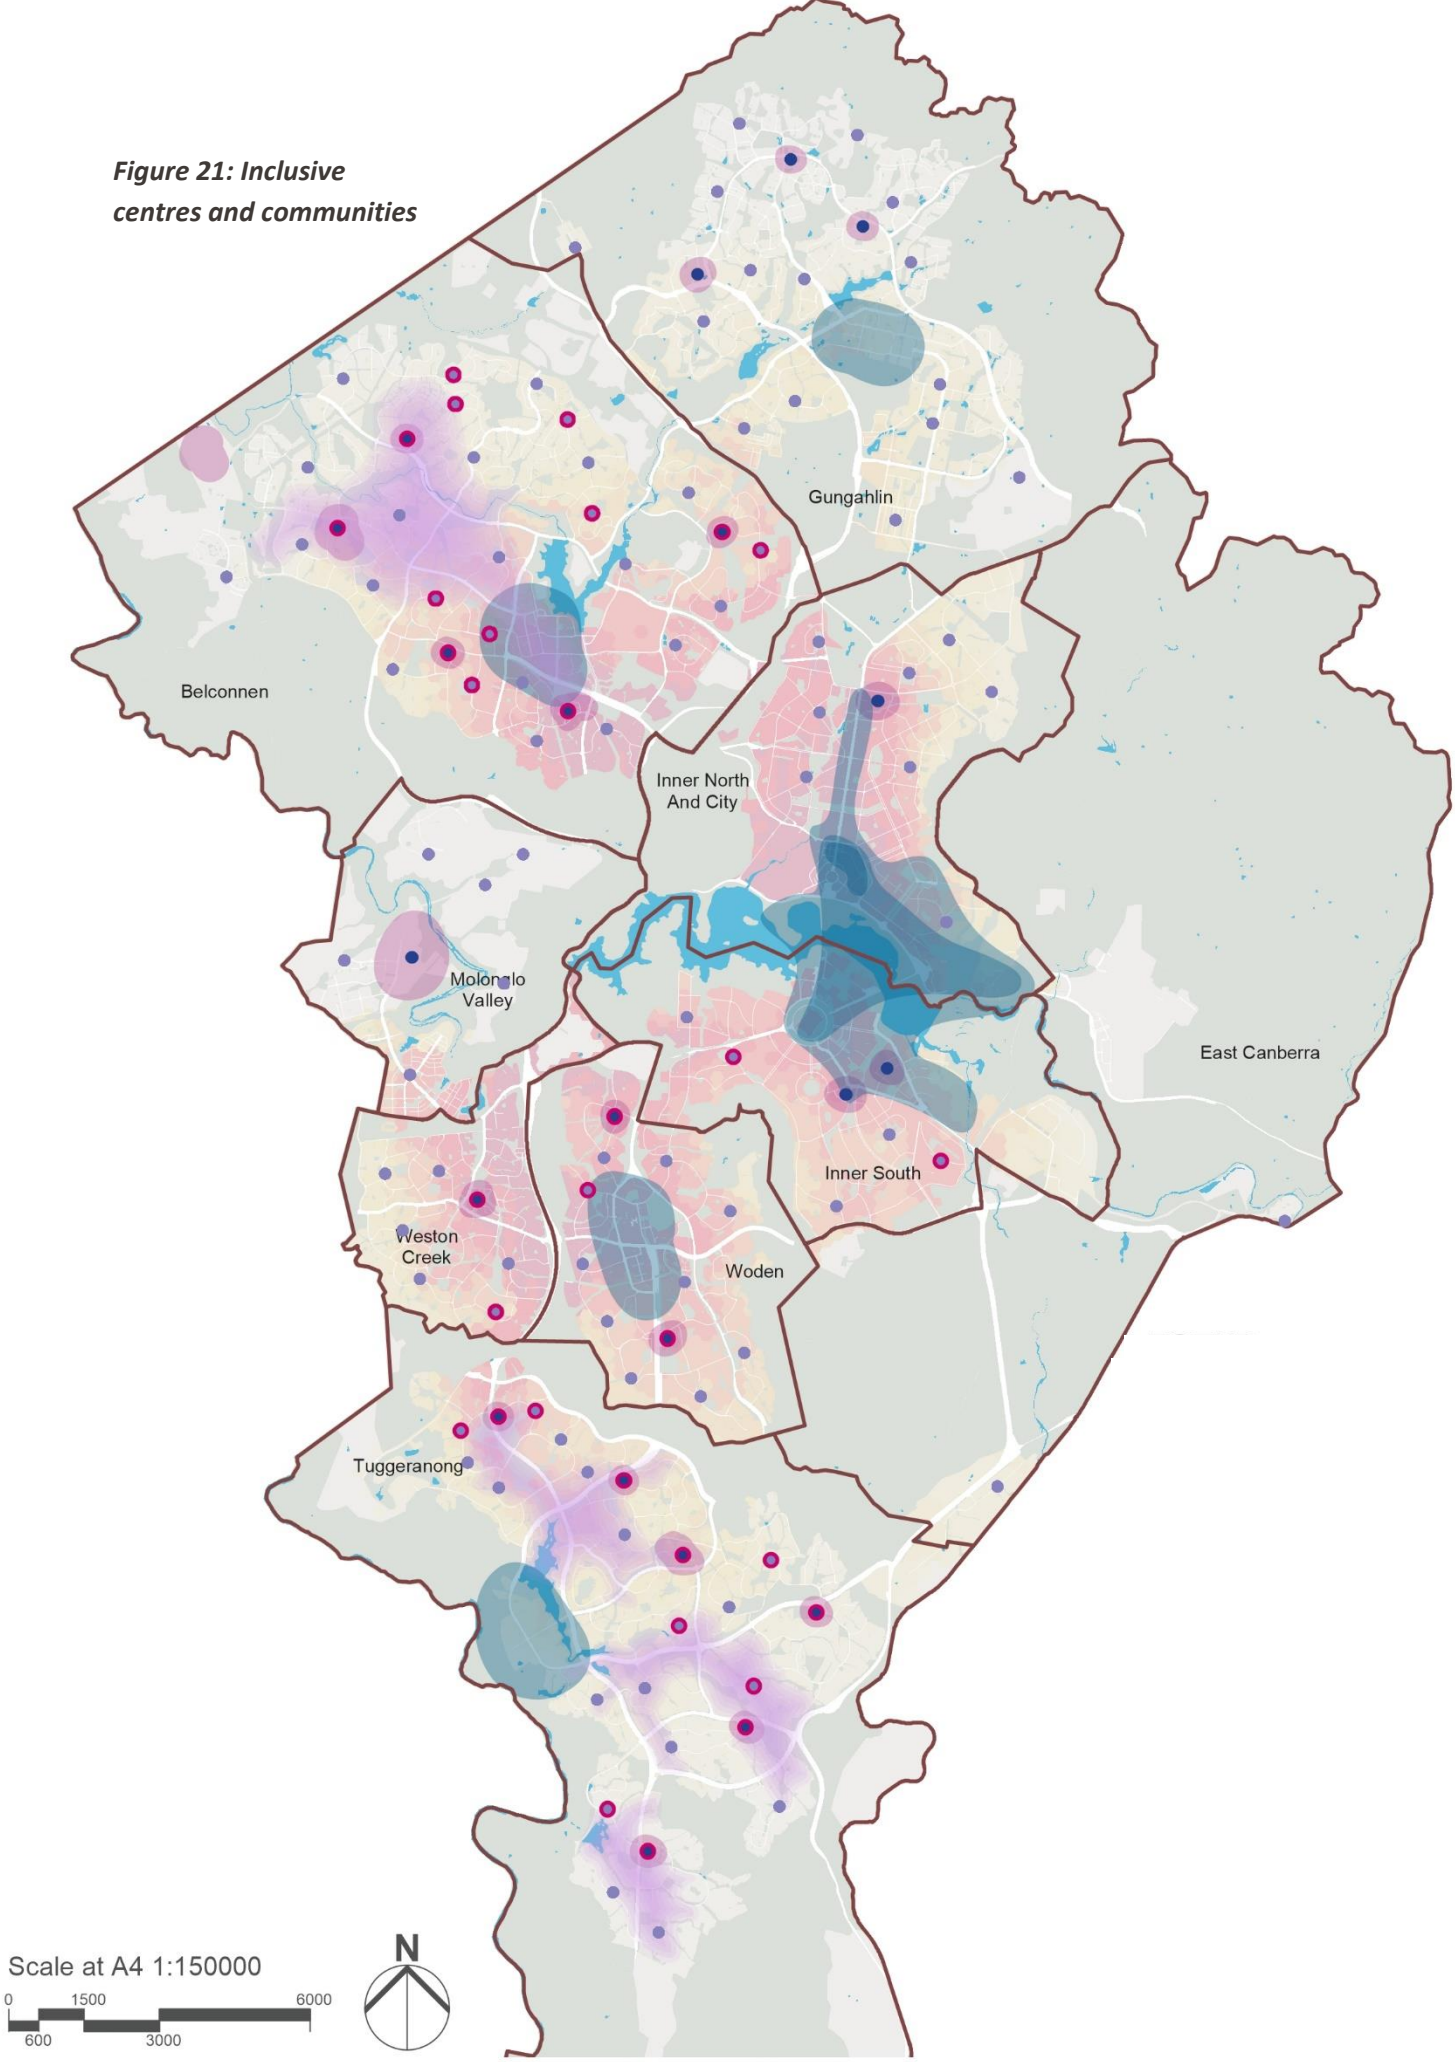 Figure 21: Inclusive
centres and communities
Gungahlin
Belconnen
Inner North
And City
Molonglo
Valley
East Canberra
Inner South
Weston
Creek
Woden
Tuggeranong
Scale at A4 1:150000
0 1500 6000
600 3000
N